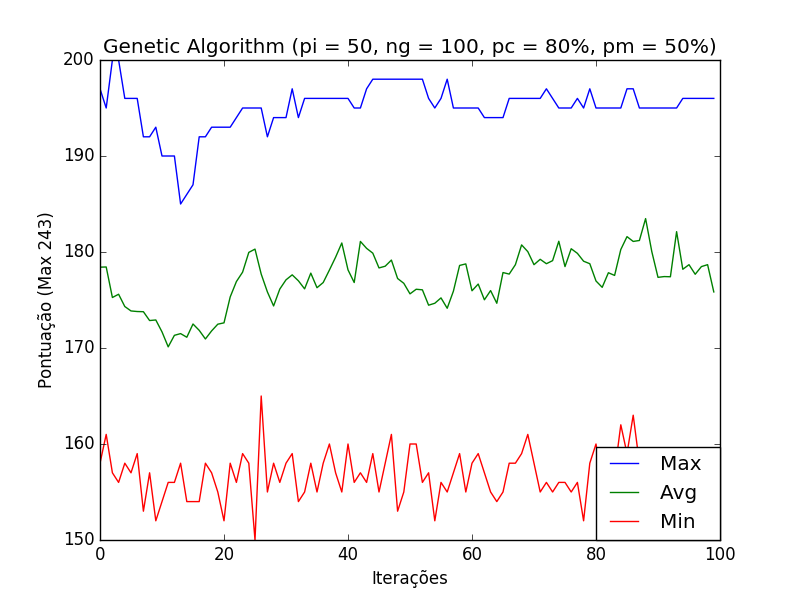 Genetic Algorithm (pi = 50, ng = 100, pc = 80%, pm = 50%)
200
190
180
170
160
150
Pontuação (Max 243)
0
20
40
60
80
100
Iterações
Max
Avg
Min